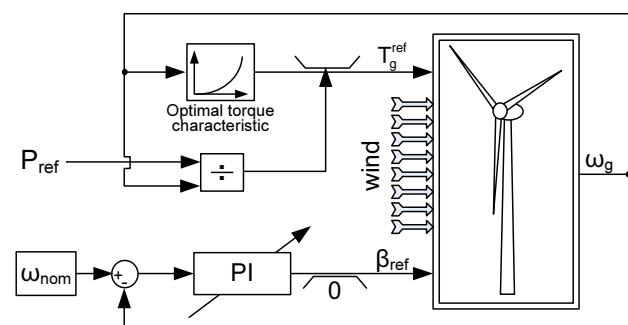 T_g^ref
Optimal torque
characteristic
P_ref
÷
wind
ω_g
ω_nom
+
-
PI
β_ref
0